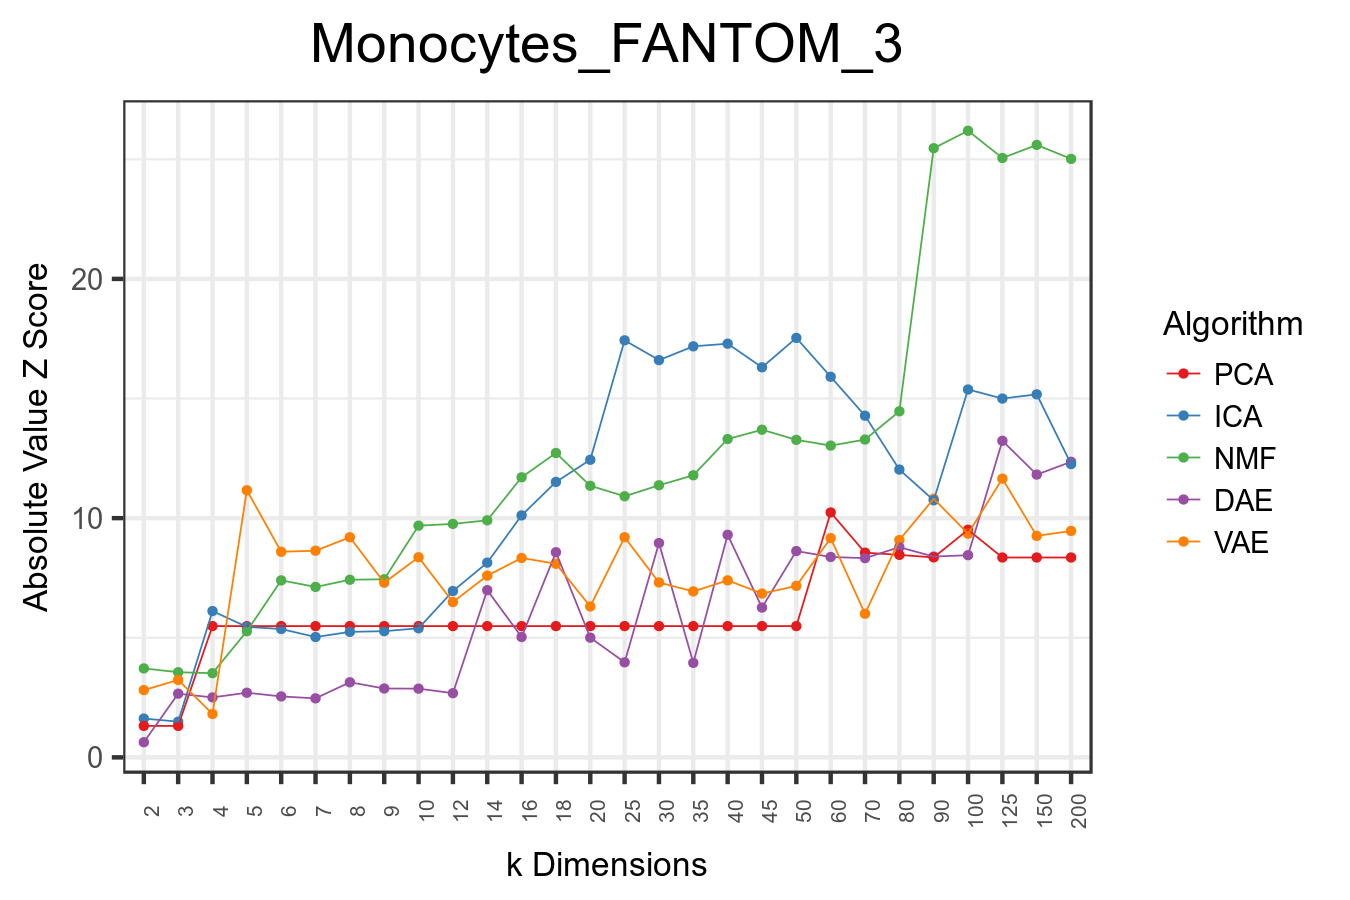 Monocytes_FANTOM_3
Absolute Value Z Score
20
10
0
2 3 4 5 6 7 8 9 10 12 14 16 18 20 25 30 35 40 45 50 60 70 80 90 100 125 150 200
k Dimensions
Algorithm
PCA
ICA
NMF
DAE
VAE